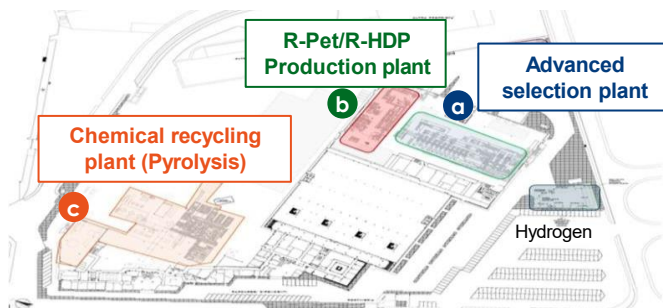 R-Pet/R-HDP
Production plant
b
a
Advanced
selection plant
Chemical recycling
plant (Pyrolysis)
c
Hydrogen